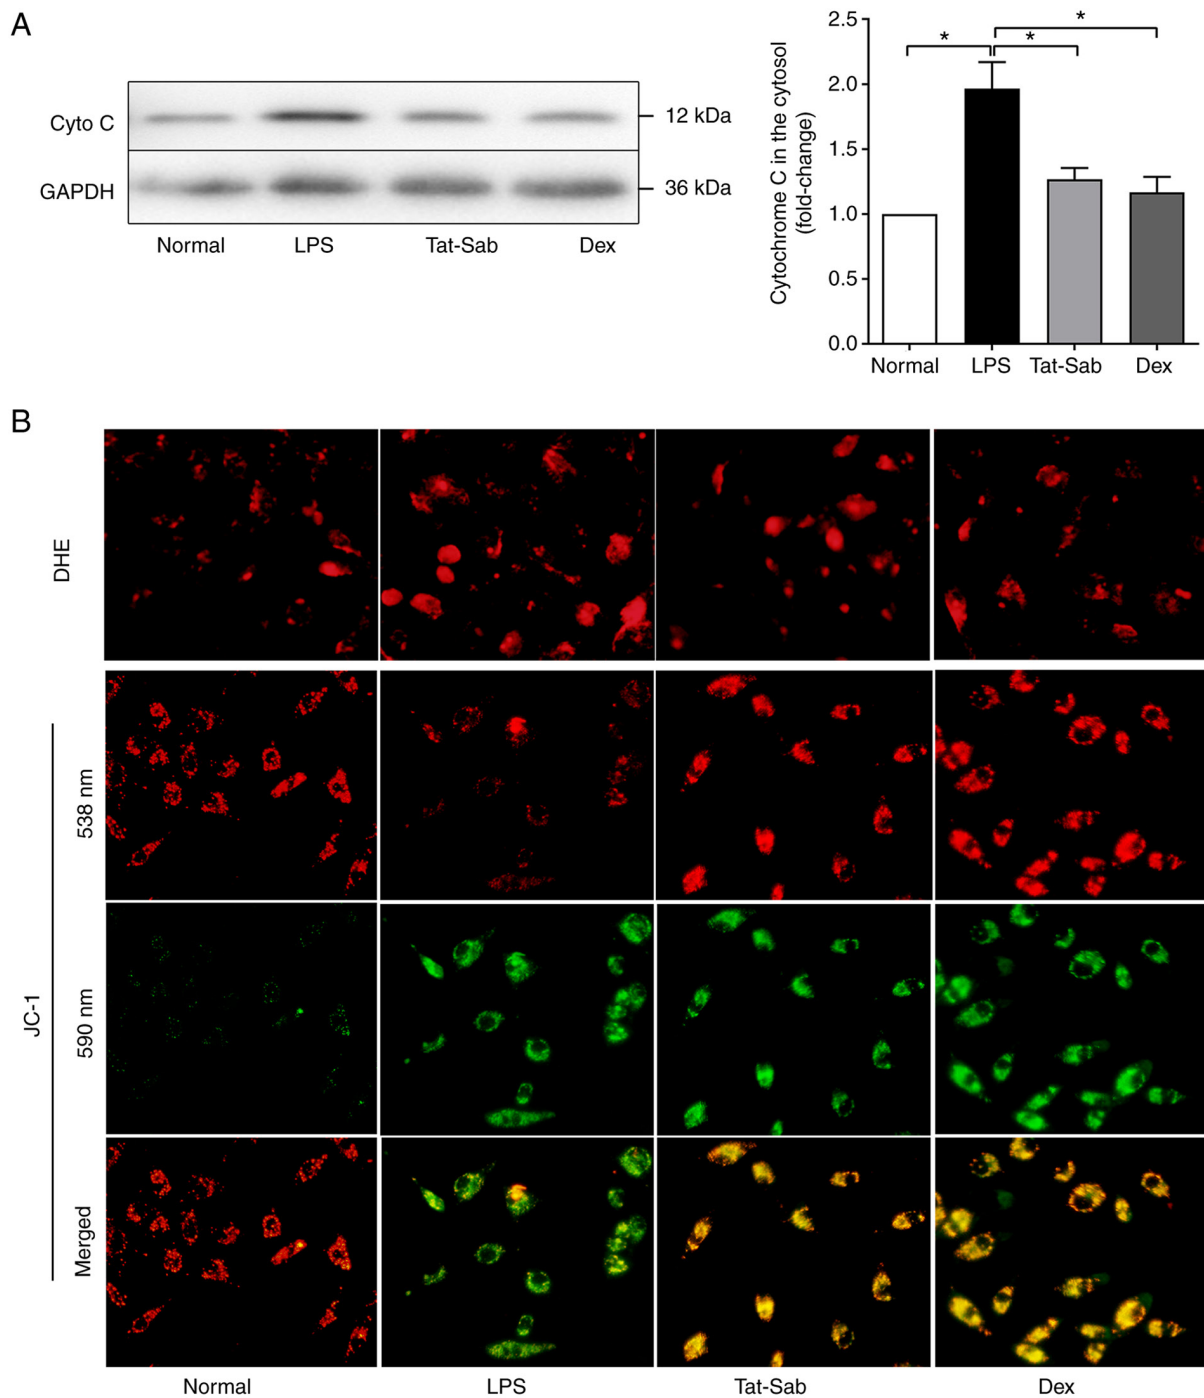 A
Cyto C
12 kDa
GAPDH
36 kDa
Normal LPS Tat-Sab Dex
Cytochrome C in the cytosol
(fold-change)
2.5
2.0
1.5
1.0
0.5
0.0
* * *
Normal LPS Tat-Sab Dex
B
DHE
JC-1
538 nm
590 nm
Merged
Normal LPS Tat-Sab Dex